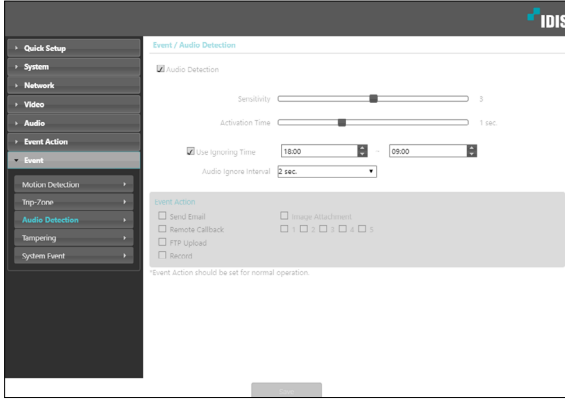 IDIS
Quick Setup
System
Network
Video
Audio
Event Action
Event
Motion Detection
Trip-Zone
Audio Detection
Tampering
System Event
Event / Audio Detection
Audio Detection
Sensitivity 3
Activation Time 1 sec.
Use Ignoring Time 18:00 ~ 09:00
Audio Ignore Interval 2 sec.
Event Action
Send Email Image Attachment
Remote Callback 1 2 3 4 5
FTP Upload
Record
*Event Action should be set for normal operation.
Save